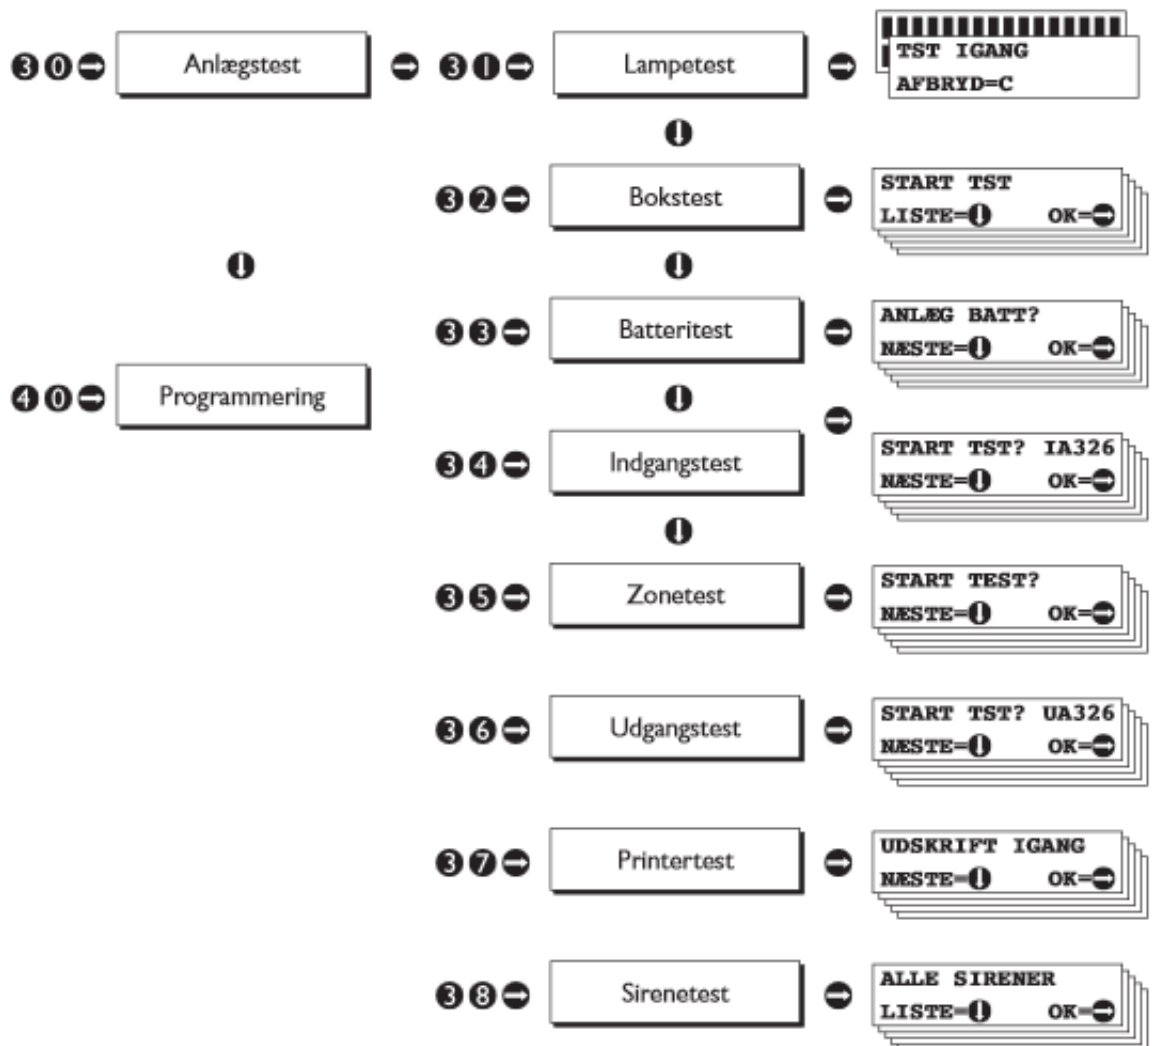 30➡ Anlægstest ➡ 31➡ Lampetest ➡ TST IGANG
AFBRYD=C
⬇
32➡ Bokstest ➡ START TST
LISTE=⬇ OK=➡
⬇ ⬇
33➡ Batteritest ➡ ANLÆG BATT?
NÆSTE=⬇ OK=➡
40➡ Programmering ⬇ ➡
34➡ Indgangstest START TST? IA326
NÆSTE=⬇ OK=➡
⬇
35➡ Zonetest ➡ START TEST?
NÆSTE=⬇ OK=➡
36➡ Udgangstest ➡ START TST? UA326
NÆSTE=⬇ OK=➡
37➡ Printertest ➡ UDSKRIFT IGANG
NÆSTE=⬇ OK=➡
38➡ Sirenetest ➡ ALLE SIRENER
LISTE=⬇ OK=➡